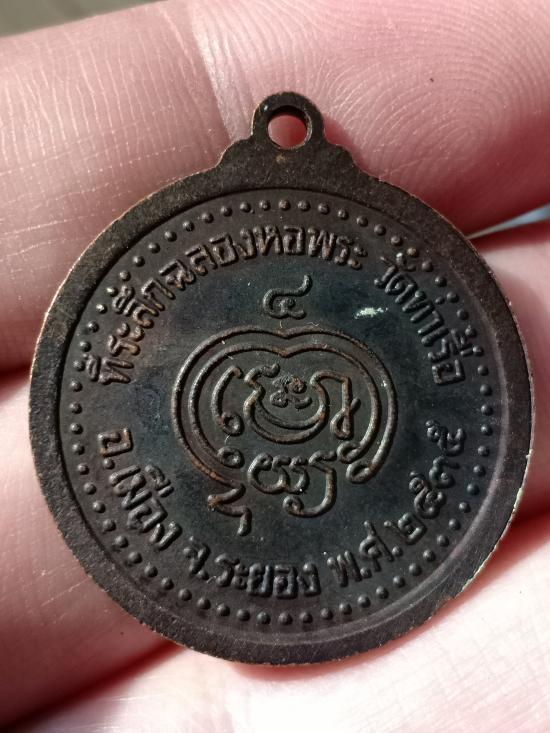 ที่ระลึกฉลองหอพระ วัดท่าเรือ
อ.เมือง จ.ระยอง พ.ศ.๒๕๓๕